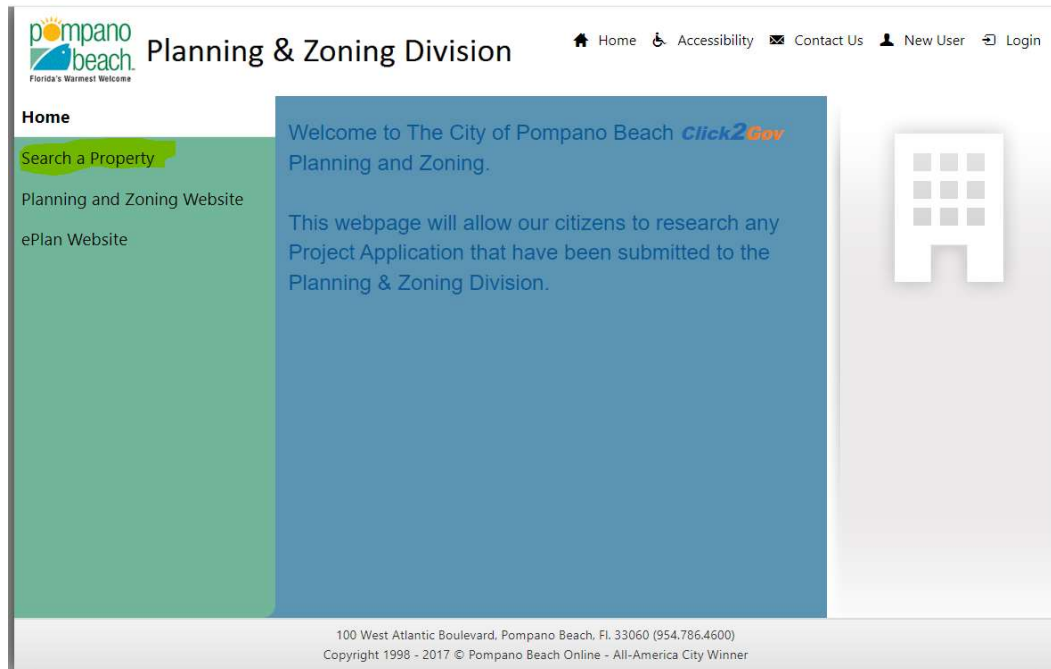 pompano
beach.
Florida's Warmest Welcome
Planning & Zoning Division
Home Accessibility Contact Us New User Login
Home
Search a Property
Planning and Zoning Website
ePlan Website
Welcome to The City of Pompano Beach Click2Gov
Planning and Zoning.
This webpage will allow our citizens to research any
Project Application that have been submitted to the
Planning & Zoning Division.
100 West Atlantic Boulevard, Pompano Beach, Fl. 33060 (954.786.4600)
Copyright 1998 - 2017 © Pompano Beach Online - All-America City Winner